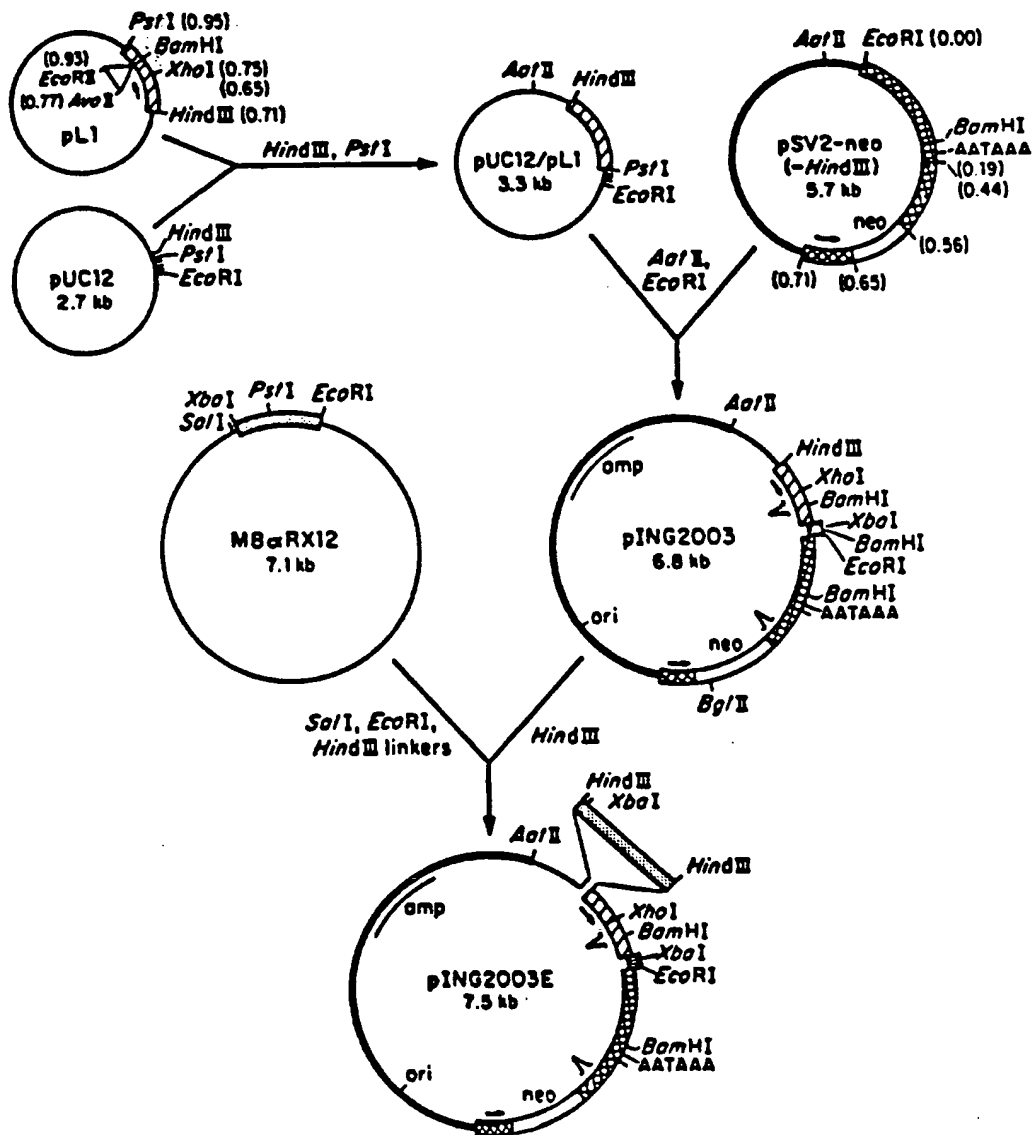 PstI (0.95)
BamHI
(0.93)
EcoRII
XhoI (0.75)
(0.65)
(0.77) AvaII
HindIII (0.71)
pL1
HindIII, PstI
HindIII
PstI
EcoRI
pUC12
2.7 kb
AatII
HindIII
pUC12/pL1
3.3 kb
PstI
EcoRI
AatII
EcoRI (0.00)
pSV2-neo
(-HindIII)
5.7 kb
BamHI
AATAAA
(0.19)
(0.44)
neo
(0.56)
(0.71)
(0.65)
AatII,
EcoRI
XbaI
SalI
PstI
EcoRI
M8αRX12
7.1 kb
AatII
HindIII
XhoI
BamHI
XbaI
BamHI
EcoRI
BamHI
AATAAA
amp
pING2003
6.8 kb
ori
neo
BglII
SalI, EcoRI,
HindIII linkers
HindIII
HindIII
XbaI
HindIII
AatII
amp
XhoI
BamHI
XbaI
EcoRI
pING2003E
7.5 kb
BamHI
AATAAA
ori
neo